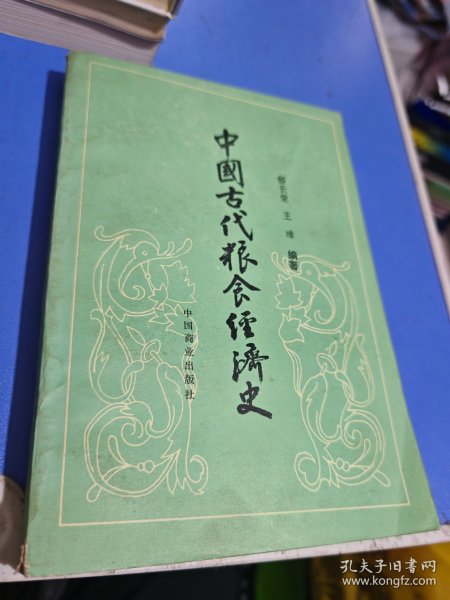 中國古代粮食經濟史
王 编著
中国商业出版社
孔夫子旧书网
www.kongfz.com